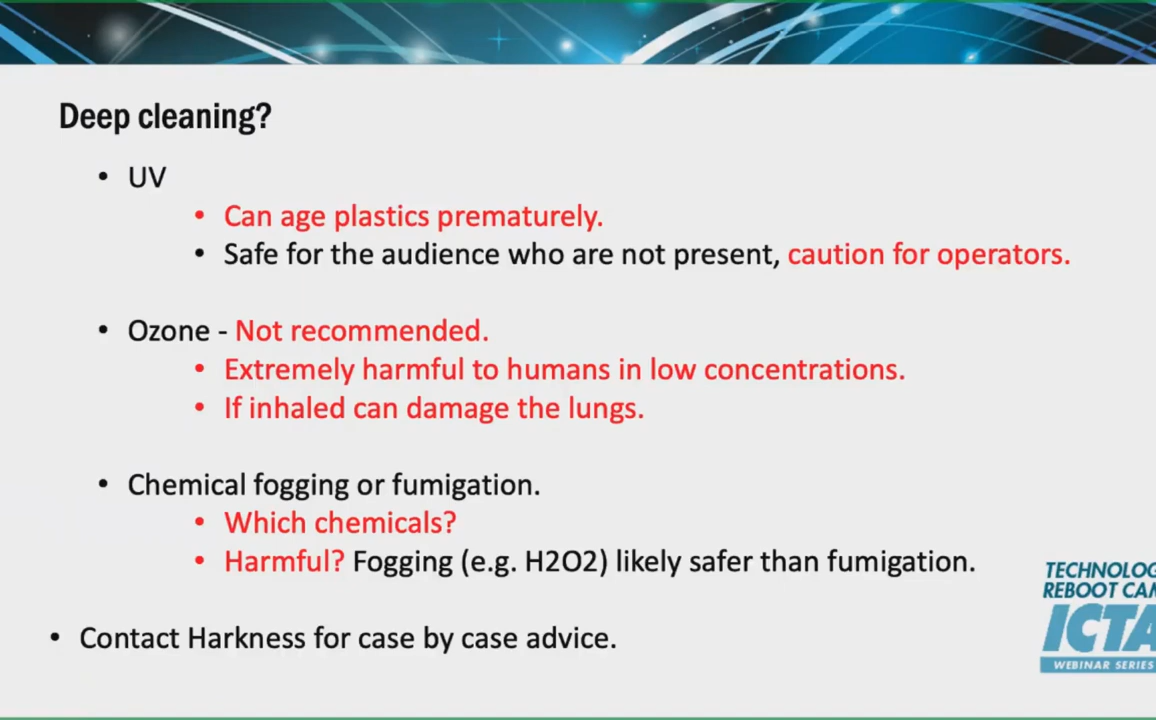 Deep cleaning?
• UV
• Can age plastics prematurely.
• Safe for the audience who are not present, caution for operators.
• Ozone - Not recommended.
• Extremely harmful to humans in low concentrations.
• If inhaled can damage the lungs.
• Chemical fogging or fumigation.
• Which chemicals?
• Harmful? Fogging (e.g. H2O2) likely safer than fumigation.
• Contact Harkness for case by case advice.
TECHNOLOG
REBOOT CAM
ICTA
WEBINAR SERIES